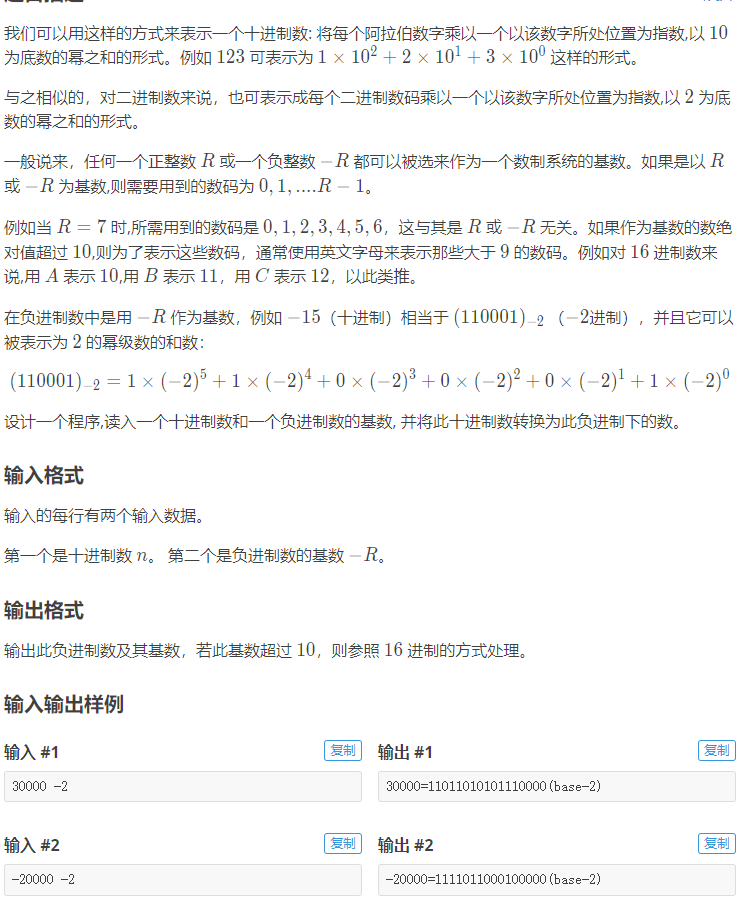 我们可以用这样的方式来表示一个十进制数: 将每个阿拉伯数字乘以一个以该数字所处位置为指数,以 10
为底数的幂之和的形式。例如 123 可表示为 1 × 10² + 2 × 10¹ + 3 × 10⁰ 这样的形式。
与之相似的，对二进制数来说，也可表示成每个二进制数码乘以一个以该数字所处位置为指数,以 2 为底
数的幂之和的形式。
一般说来，任何一个正整数 R 或一个负整数 −R 都可以被选来作为一个数制系统的基数。如果是以 R
或 −R 为基数,则需要用到的数码为 0, 1, ....R − 1。
例如当 R = 7 时,所需用到的数码是 0, 1, 2, 3, 4, 5, 6，这与其是 R 或 −R 无关。如果作为基数的数绝
对值超过 10,则为了表示这些数码，通常使用英文字母来表示那些大于 9 的数码。例如对 16 进制数来
说,用 A 表示 10,用 B 表示 11，用 C 表示 12，以此类推。
在负进制数中是用 −R 作为基数，例如 −15（十进制）相当于 (110001)₋₂ （−2进制），并且它可以
被表示为 2 的幂级数的和数：
(110001)₋₂ = 1 × (−2)⁵ + 1 × (−2)⁴ + 0 × (−2)³ + 0 × (−2)² + 0 × (−2)¹ + 1 × (−2)⁰
设计一个程序,读入一个十进制数和一个负进制数的基数, 并将此十进制数转换为此负进制下的数。
输入格式
输入的每行有两个输入数据。
第一个是十进制数 n。 第二个是负进制数的基数 −R。
输出格式
输出此负进制数及其基数，若此基数超过 10，则参照 16 进制的方式处理。
输入输出样例
输入 #1 复制 输出 #1 复制
30000 -2 30000=11011010101110000(base-2)
输入 #2 复制 输出 #2 复制
-20000 -2 -20000=1111011000100000(base-2)